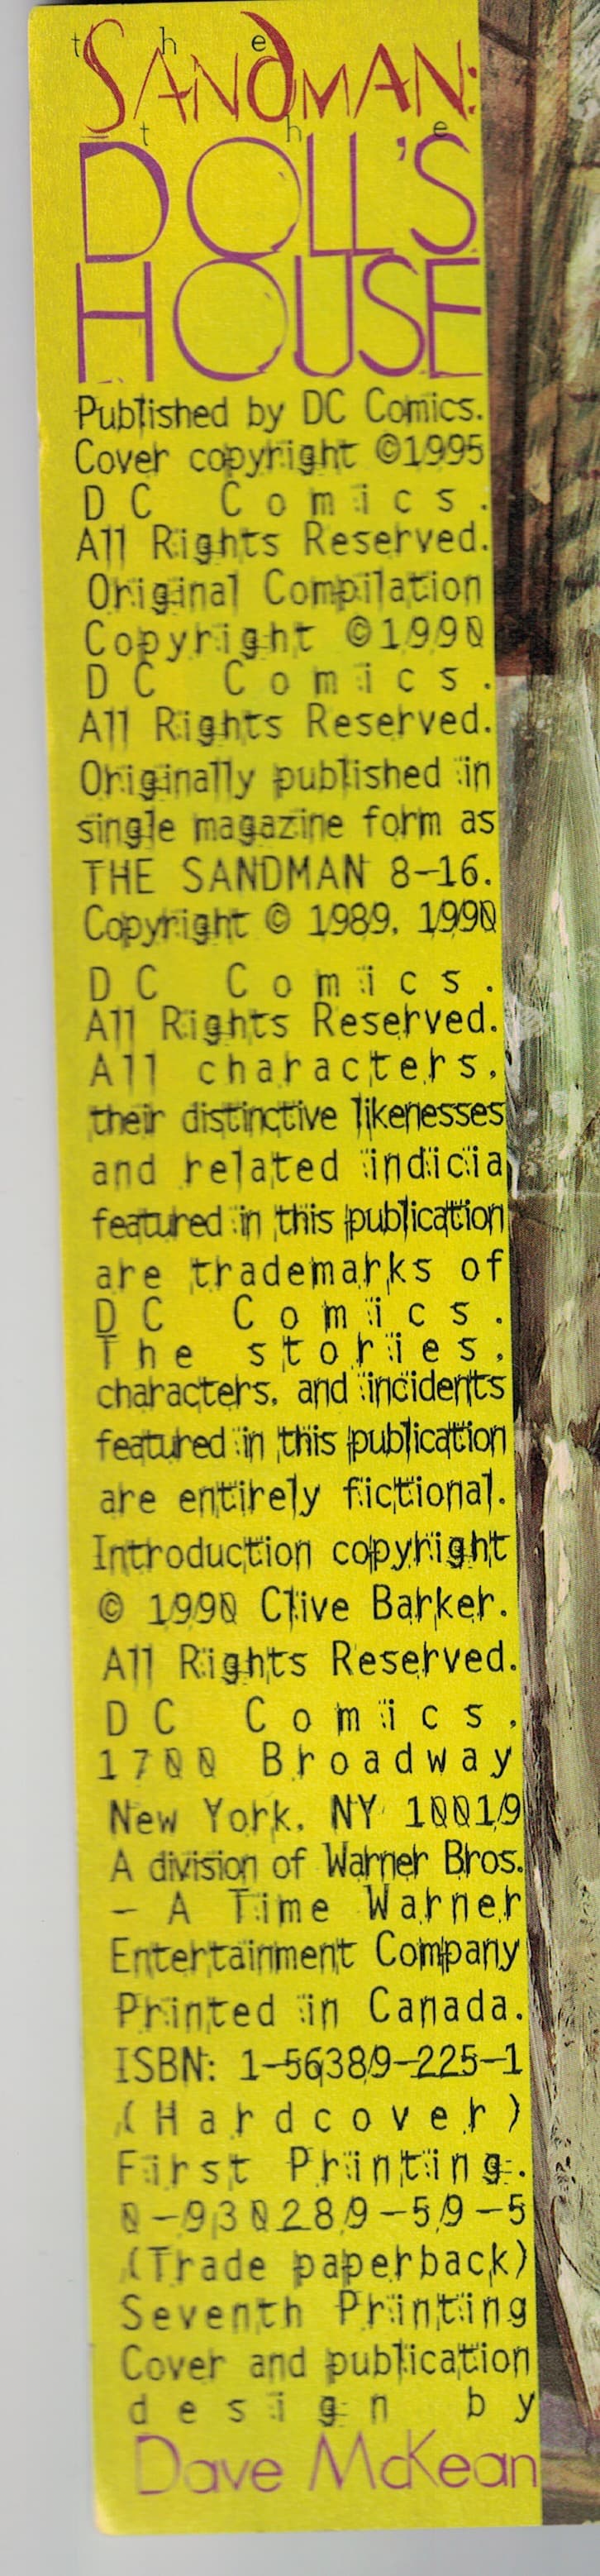 the
SANDMAN:
the
DOLL'S
HOUSE
Published by DC Comics.
Cover copyright ©1995
DC Comics.
All Rights Reserved.
Original Compilation
Copyright ©1990
DC Comics.
All Rights Reserved.
Originally published in
single magazine form as
THE SANDMAN 8-16.
Copyright © 1989, 1990
DC Comics.
All Rights Reserved.
All characters,
their distinctive likenesses
and related indicia
featured in this publication
are trademarks of
DC Comics.
The stories,
characters, and incidents
featured in this publication
are entirely fictional.
Introduction copyright
© 1990 Clive Barker.
All Rights Reserved.
DC Comics,
1700 Broadway
New York, NY 10019
A division of Warner Bros.
- A Time Warner
Entertainment Company
Printed in Canada.
ISBN: 1-56389-225-1
(Hardcover)
First Printing.
0-930289-59-5
(Trade paperback)
Seventh Printing
Cover and publication
design by
Dave McKean